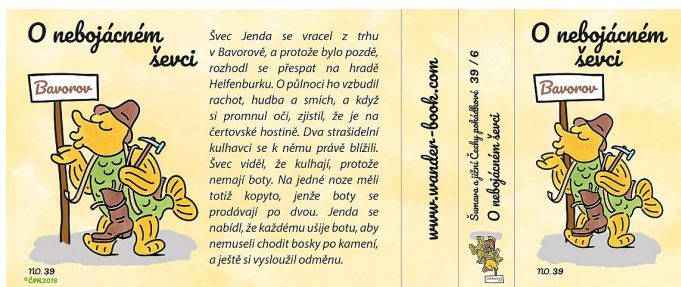 O nebojácném
ševci
Bavorov
NO. 39
©ČPR2018
Švec Jenda se vracel z trhu
v Bavorově, a protože bylo pozdě,
rozhodl se přespat na hradě
Helfenburku. O půlnoci ho vzbudil
rachot, hudba a smích, a když
si promnul oči, zjistil, že je na
čertovské hostině. Dva strašidelní
kulhavci se k němu právě blížili.
Švec viděl, že kulhají, protože
nemají boty. Na jedné noze měli
totiž kopyto, jenže boty se
prodávají po dvou. Jenda se
nabídl, že každému ušije botu, aby
nemuseli chodit bosky po kamení,
a ještě si vysloužil odměnu.
www.wander-book.com
Šumava a jižní Čechy pohádkové 39 / 6
O nebojácném ševci
O nebojácném
ševci
Bavorov
NO. 39